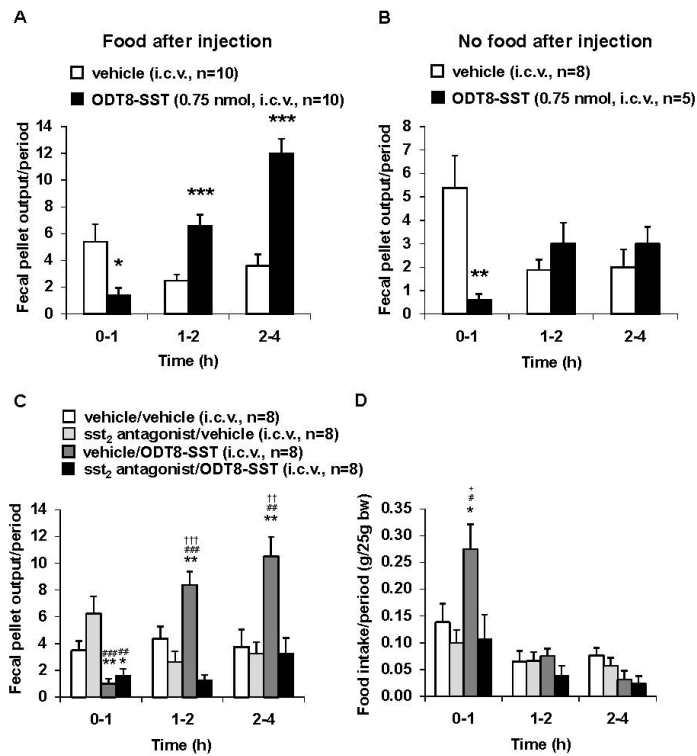 A
Food after injection
vehicle (i.c.v., n=10)
ODT8-SST (0.75 nmol, i.c.v., n=10)
Fecal pellet output/period
14
12
10
8
6
4
2
0
*
***
***
0-1
1-2
2-4
Time (h)
B
No food after injection
vehicle (i.c.v., n=8)
ODT8-SST (0.75 nmol, i.c.v., n=5)
Fecal pellet output/period
8
7
6
5
4
3
2
1
0
**
0-1
1-2
2-4
Time (h)
C
vehicle/vehicle (i.c.v., n=8)
sst2 antagonist/vehicle (i.c.v., n=8)
vehicle/ODT8-SST (i.c.v., n=8)
sst2 antagonist/ODT8-SST (i.c.v., n=8)
Fecal pellet output/period
14
12
10
8
6
4
2
0
###
**
##
*
†††
###
**
††
##
**
0-1
1-2
2-4
Time (h)
D
Food intake/period (g/25g bw)
0.35
0.30
0.25
0.20
0.15
0.10
0.05
0.00
+
#
*
0-1
1-2
2-4
Time (h)